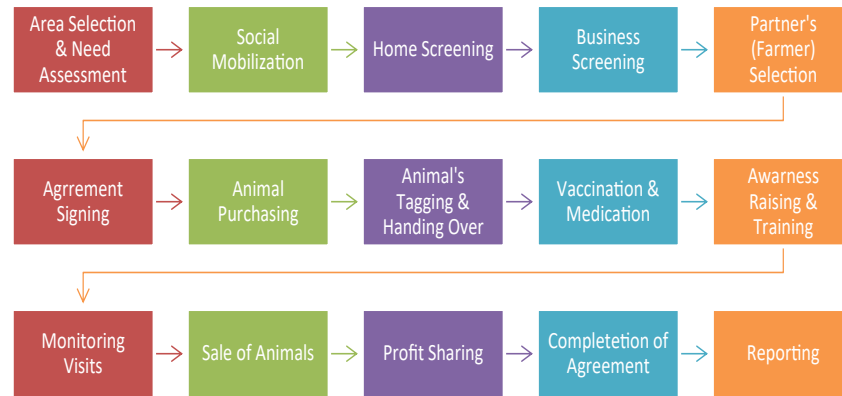 Area Selection
& Need
Assessment
Social
Mobilization
Home Screening
Business
Screening
Partner's
(Farmer)
Selection
Agrrement
Signing
Animal
Purchasing
Animal's
Tagging &
Handing Over
Vaccination &
Medication
Awarness
Raising &
Training
Monitoring
Visits
Sale of Animals
Profit Sharing
Completetion of
Agreement
Reporting